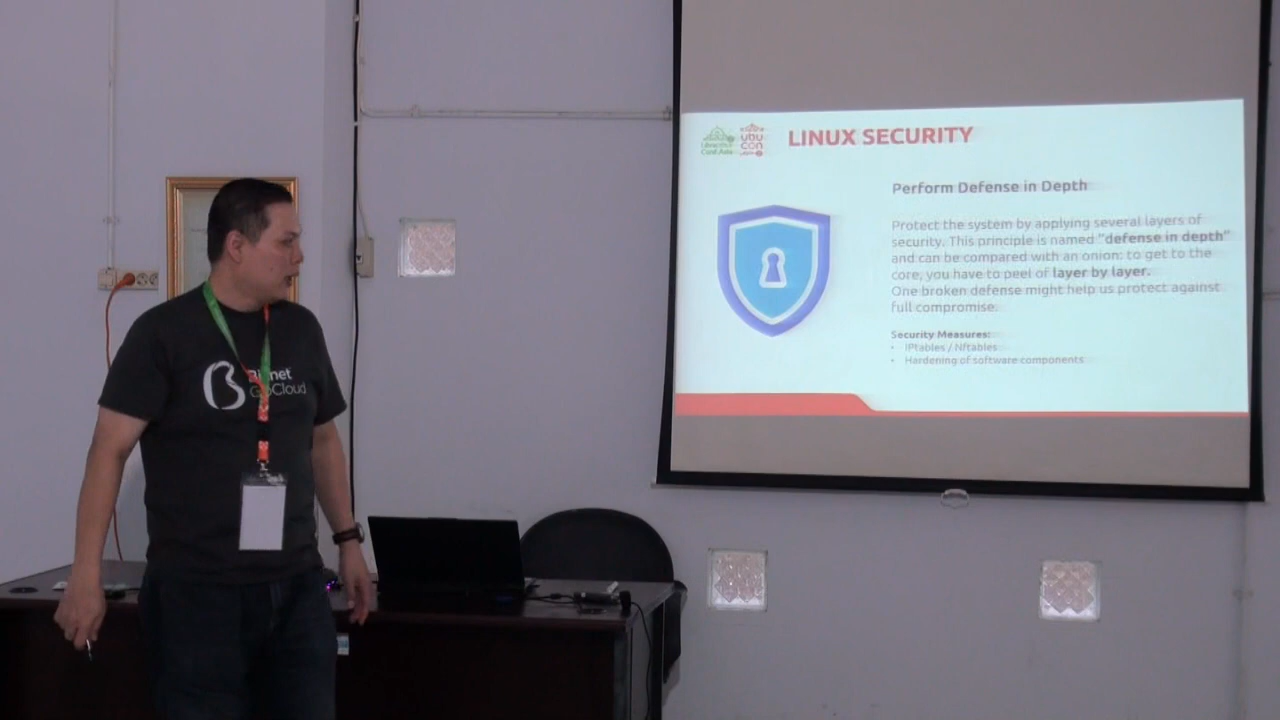 LINUX SECURITY
Perform Defense in Depth
Protect the system by applying several layers of
security. This principle is named "defense in depth"
and can be compared with an onion: to get to the
core, you have to peel of layer by layer.
One broken defense might help us protect against
full compromise.
Security Measures:
• IPtables / Nftables
• Hardening of software components
ubu
con
GioCloud